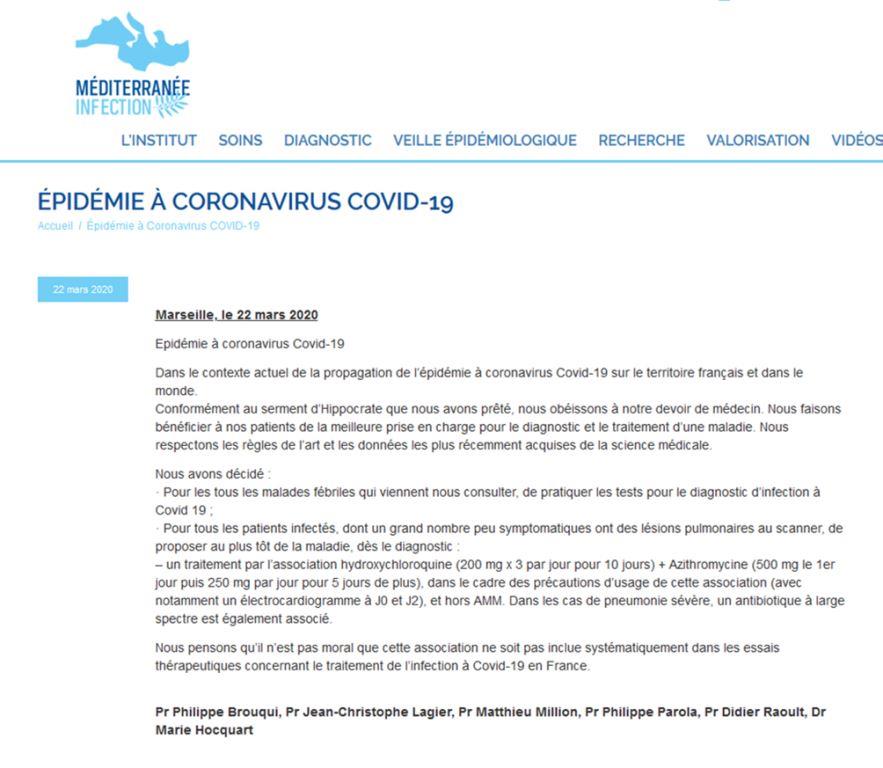 MÉDITERRANÉE
INFECTION
L'INSTITUT SOINS DIAGNOSTIC VEILLE ÉPIDÉMIOLOGIQUE RECHERCHE VALORISATION VIDÉOS
ÉPIDÉMIE À CORONAVIRUS COVID-19
Accueil / Épidémie à Coronavirus COVID-19
22 mars 2020
Marseille, le 22 mars 2020
Epidémie à coronavirus Covid-19
Dans le contexte actuel de la propagation de l'épidémie à coronavirus Covid-19 sur le territoire français et dans le
monde.
Conformément au serment d'Hippocrate que nous avons prêté, nous obéissons à notre devoir de médecin. Nous faisons
bénéficier à nos patients de la meilleure prise en charge pour le diagnostic et le traitement d'une maladie. Nous
respectons les règles de l'art et les données les plus récemment acquises de la science médicale.
Nous avons décidé :
· Pour les tous les malades fébriles qui viennent nous consulter, de pratiquer les tests pour le diagnostic d'infection à
Covid 19 ;
· Pour tous les patients infectés, dont un grand nombre peu symptomatiques ont des lésions pulmonaires au scanner, de
proposer au plus tôt de la maladie, dès le diagnostic :
– un traitement par l'association hydroxychloroquine (200 mg x 3 par jour pour 10 jours) + Azithromycine (500 mg le 1er
jour puis 250 mg par jour pour 5 jours de plus), dans le cadre des précautions d'usage de cette association (avec
notamment un électrocardiogramme à J0 et J2), et hors AMM. Dans les cas de pneumonie sévère, un antibiotique à large
spectre est également associé.
Nous pensons qu'il n'est pas moral que cette association ne soit pas inclue systématiquement dans les essais
thérapeutiques concernant le traitement de l'infection à Covid-19 en France.
Pr Philippe Brouqui, Pr Jean-Christophe Lagier, Pr Matthieu Million, Pr Philippe Parola, Pr Didier Raoult, Dr
Marie Hocquart